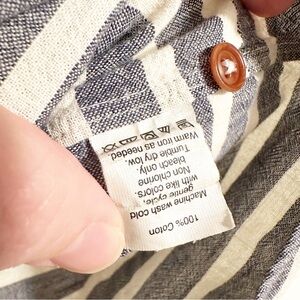 100% Cotton
Machine wash cold
gentle cycle,
with like colors.
Non chlorine
bleach only.
Tumble dry low.
Warm iron as needed